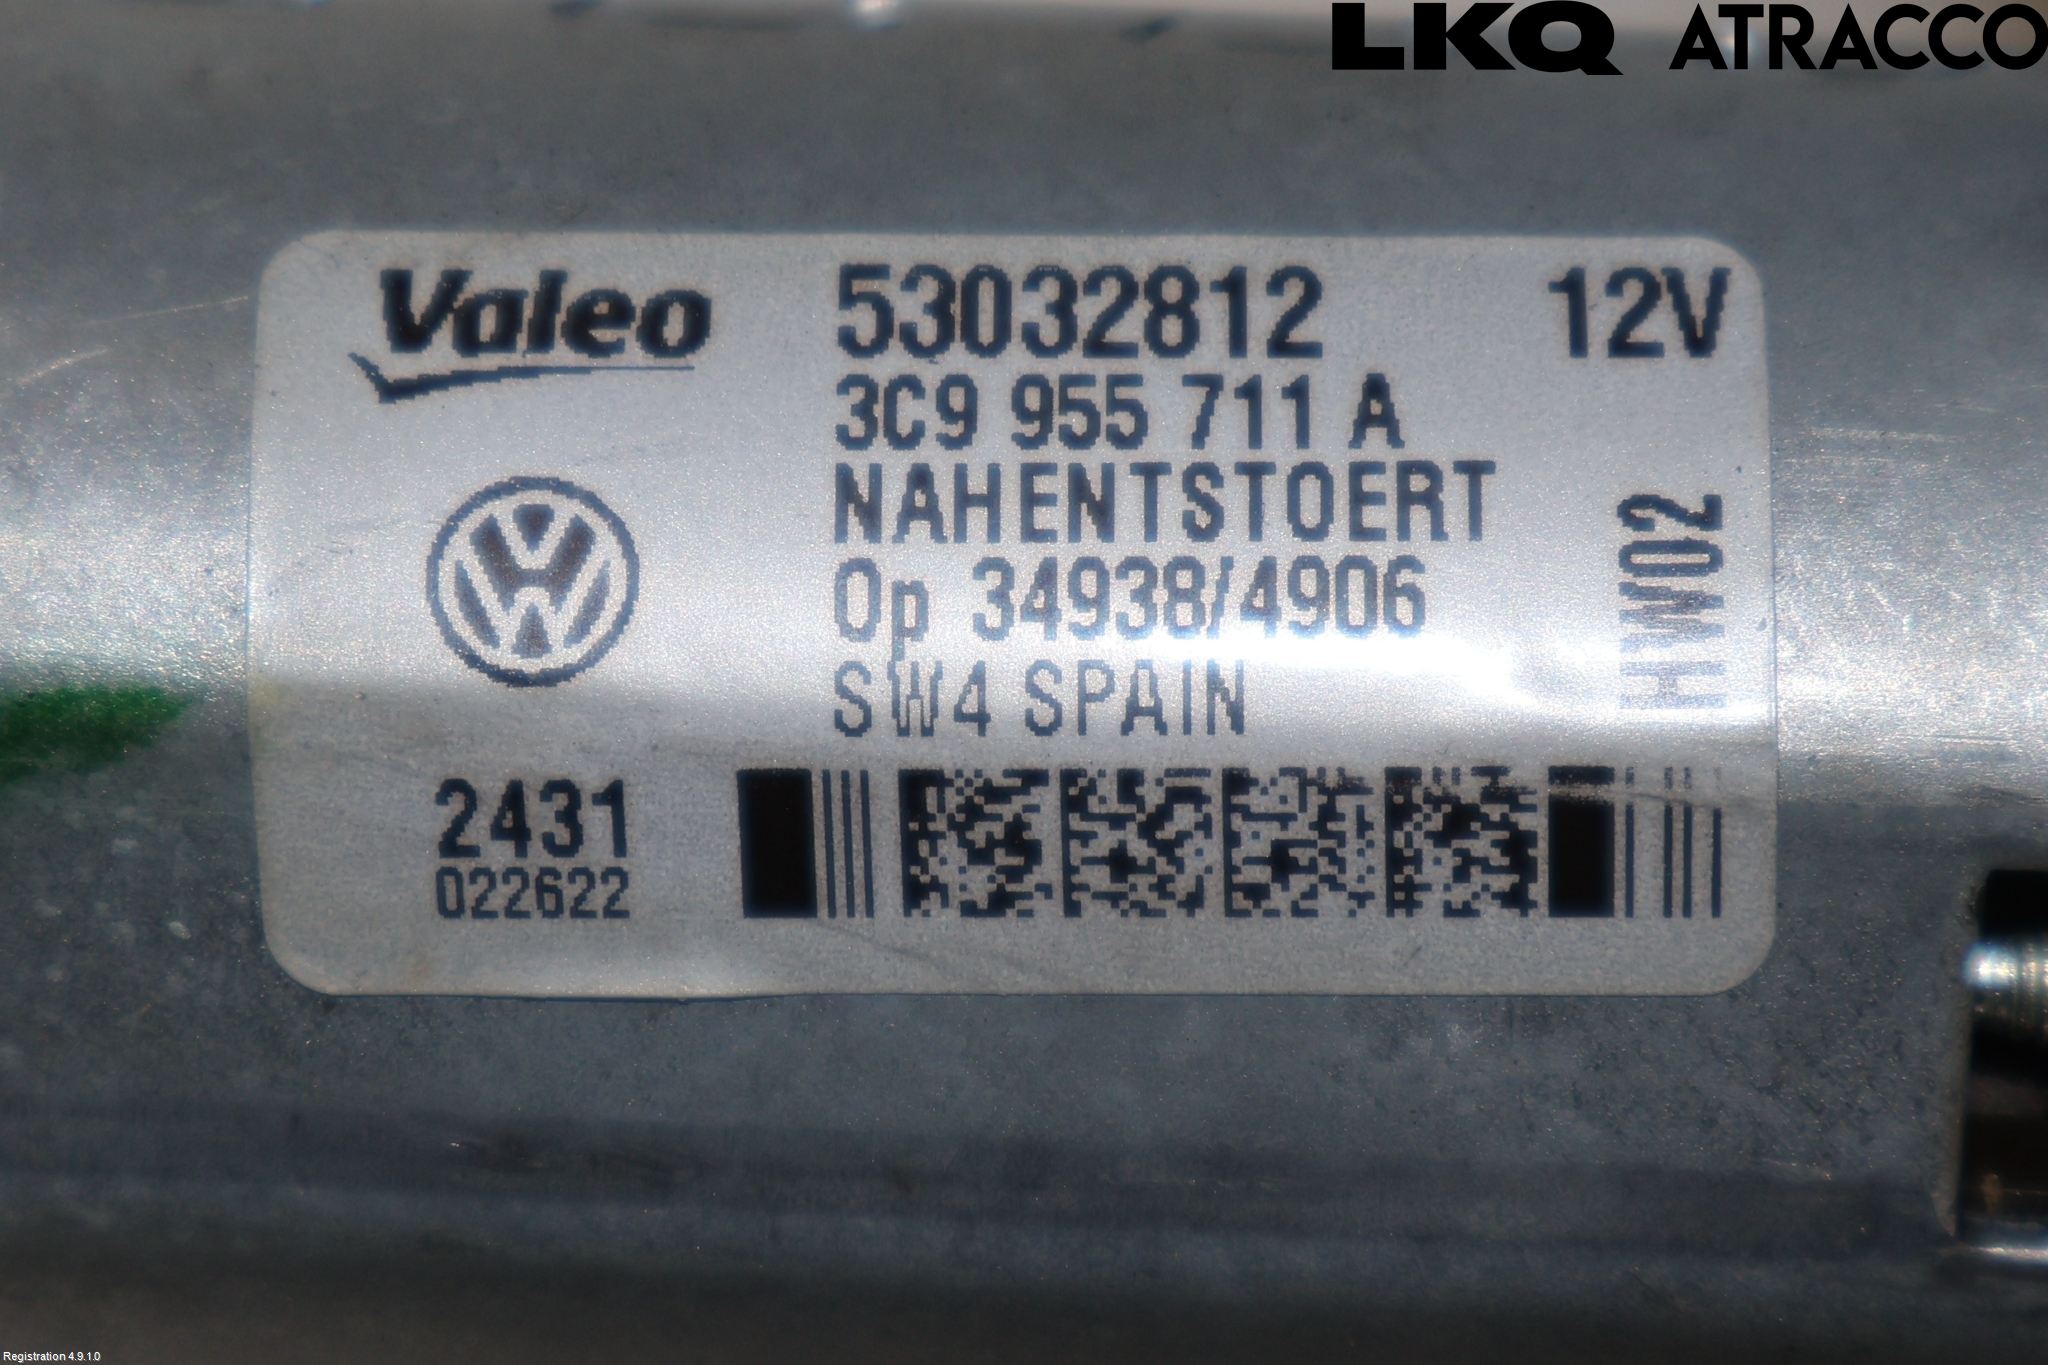 LKQ ATRACCO
Valeo
53032812 12V
3C9 955 711 A
NAHENTSTOERT
Op 34938/4906
SW4 SPAIN
HW02
2431
022622
Registration 4.9.1.0